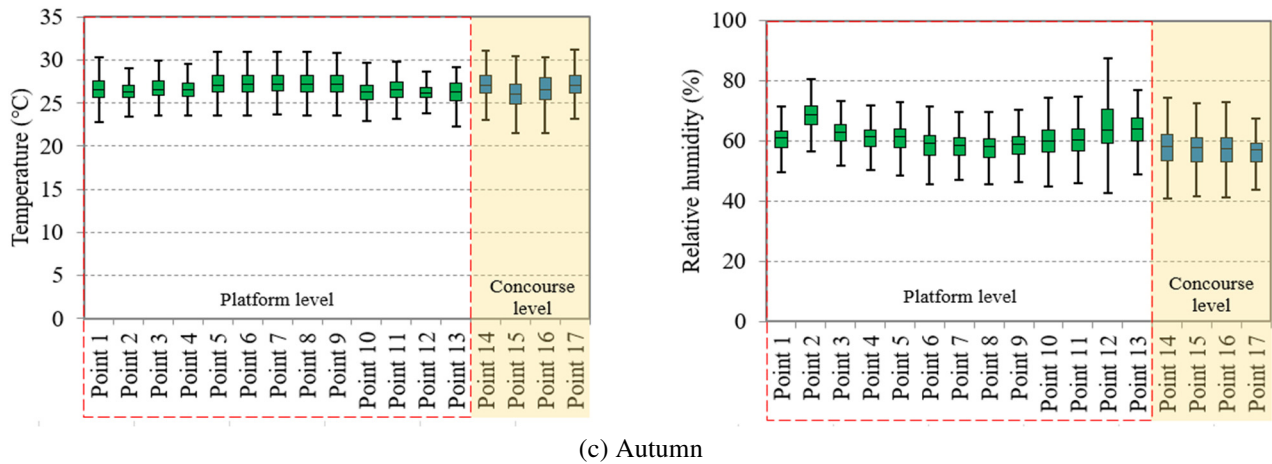 Temperature (℃)
35
30
25
20
15
10
5
0
Platform level
Concourse
level
Point 1
Point 2
Point 3
Point 4
Point 5
Point 6
Point 7
Point 8
Point 9
Point 10
Point 11
Point 12
Point 13
Point 14
Point 15
Point 16
Point 17
Relative humidity (%)
100
80
60
40
20
0
Platform level
Concourse
level
Point 1
Point 2
Point 3
Point 4
Point 5
Point 6
Point 7
Point 8
Point 9
Point 10
Point 11
Point 12
Point 13
Point 14
Point 15
Point 16
Point 17
(c) Autumn